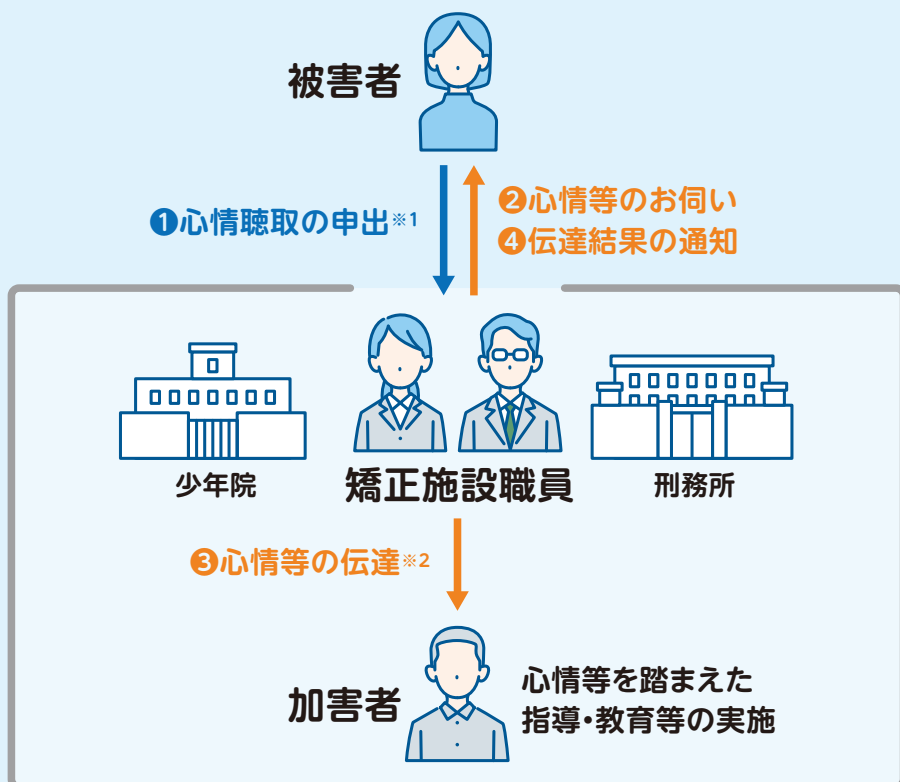 被害者
❶心情聴取の申出※1
❷心情等のお伺い
❹伝達結果の通知
少年院
矯正施設職員
刑務所
❸心情等の伝達※2
加害者
心情等を踏まえた
指導・教育等の実施